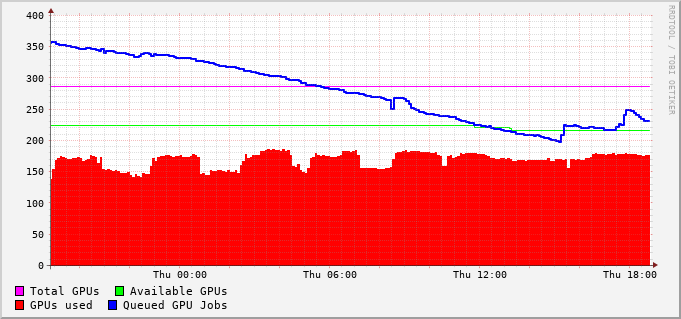 400
350
300
250
200
150
100
50
0
Thu 00:00 Thu 06:00 Thu 12:00 Thu 18:00
Total GPUs Available GPUs
GPUs used Queued GPU Jobs
RRDTOOL / TOBI OETIKER